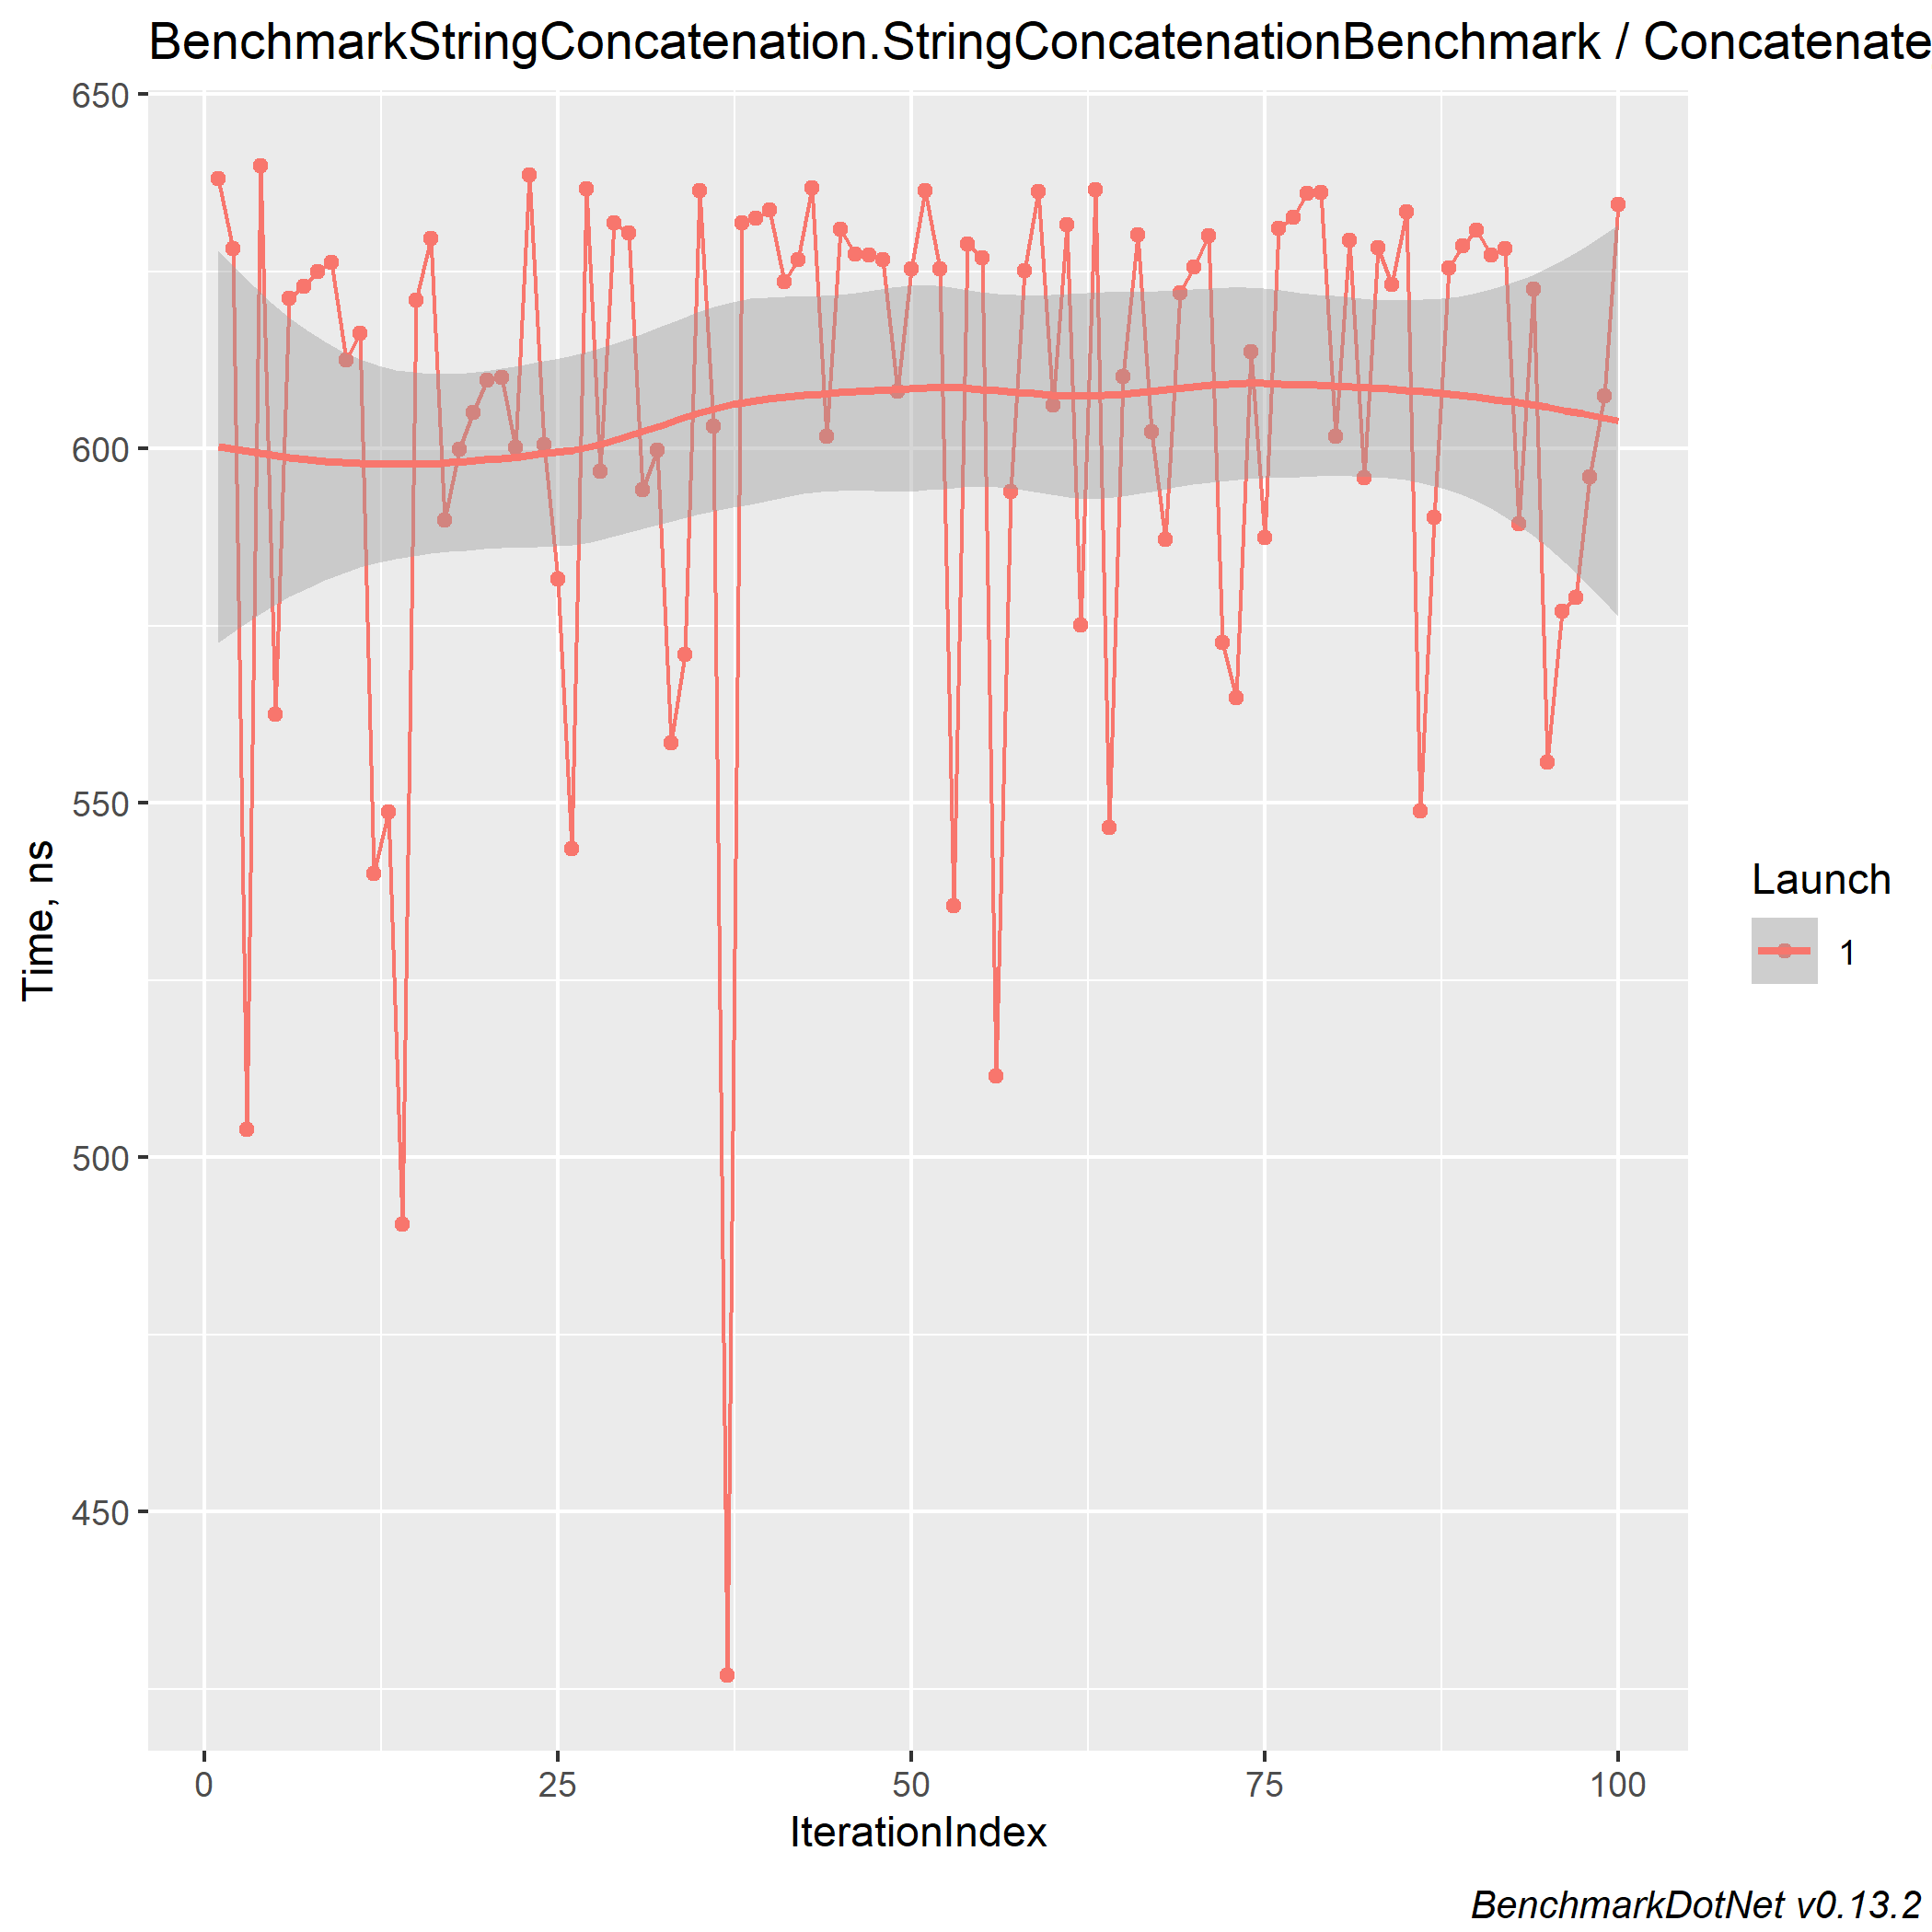 BenchmarkStringConcatenation.StringConcatenationBenchmark / Concatenate
650
600
550
500
450
Time, ns
0 25 50 75 100
IterationIndex
Launch
1
BenchmarkDotNet v0.13.2